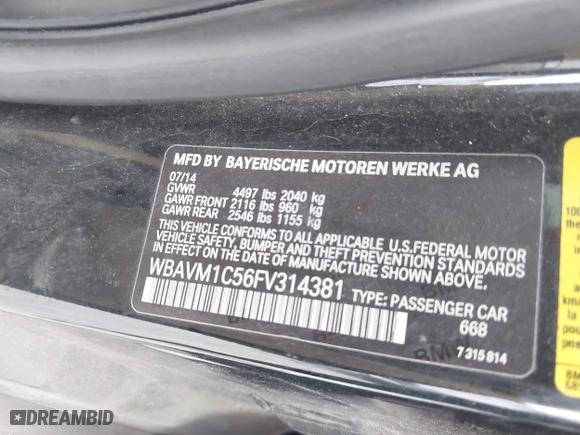 MFD BY BAYERISCHE MOTOREN WERKE AG
07/14
GVWR 4497 lbs 2040 kg
GAWR FRONT 2116 lbs 960 kg
GAWR REAR 2546 lbs 1155 kg
THIS VEHICLE CONFORMS TO ALL APPLICABLE U.S.FEDERAL MOTOR
VEHICLE SAFETY, BUMPER AND THEFT PREVENTION STANDARDS
IN EFFECT ON THE DATE OF MANUFACTURE SHOWN ABOVE.
WBAVM1C56FV314381 TYPE: PASSENGER CAR
668
7 315 814
BMW
100
the
DREAMBID